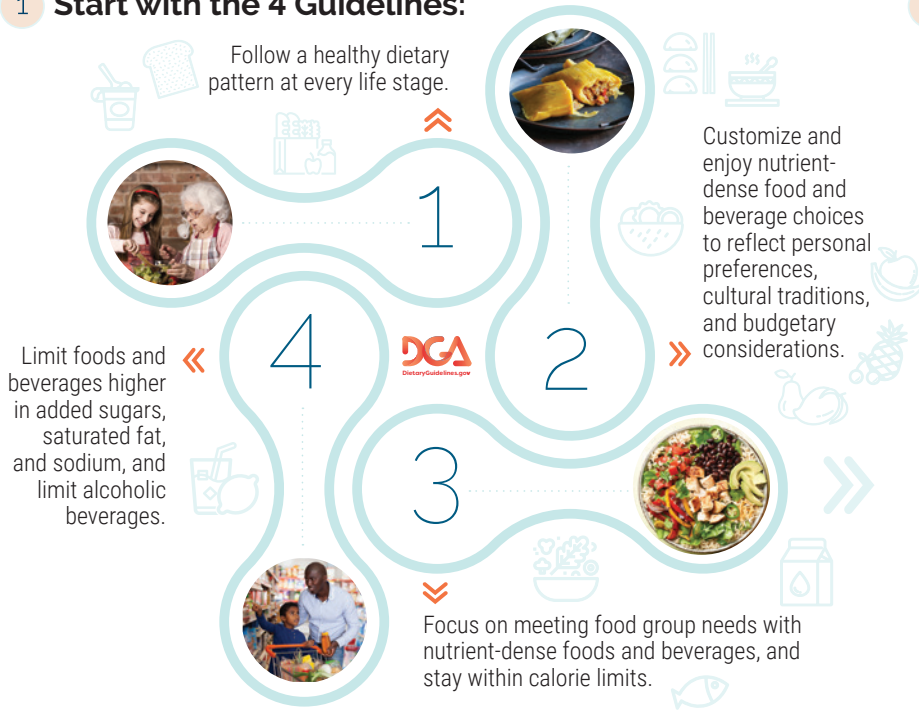 1 Start with the 4 Guidelines:
Follow a healthy dietary
pattern at every life stage.
1
Customize and
enjoy nutrient-
dense food and
beverage choices
to reflect personal
preferences,
cultural traditions,
and budgetary
considerations.
2
DGA
DietaryGuidelines.gov
3
Focus on meeting food group needs with
nutrient-dense foods and beverages, and
stay within calorie limits.
4
Limit foods and
beverages higher
in added sugars,
saturated fat,
and sodium, and
limit alcoholic
beverages.